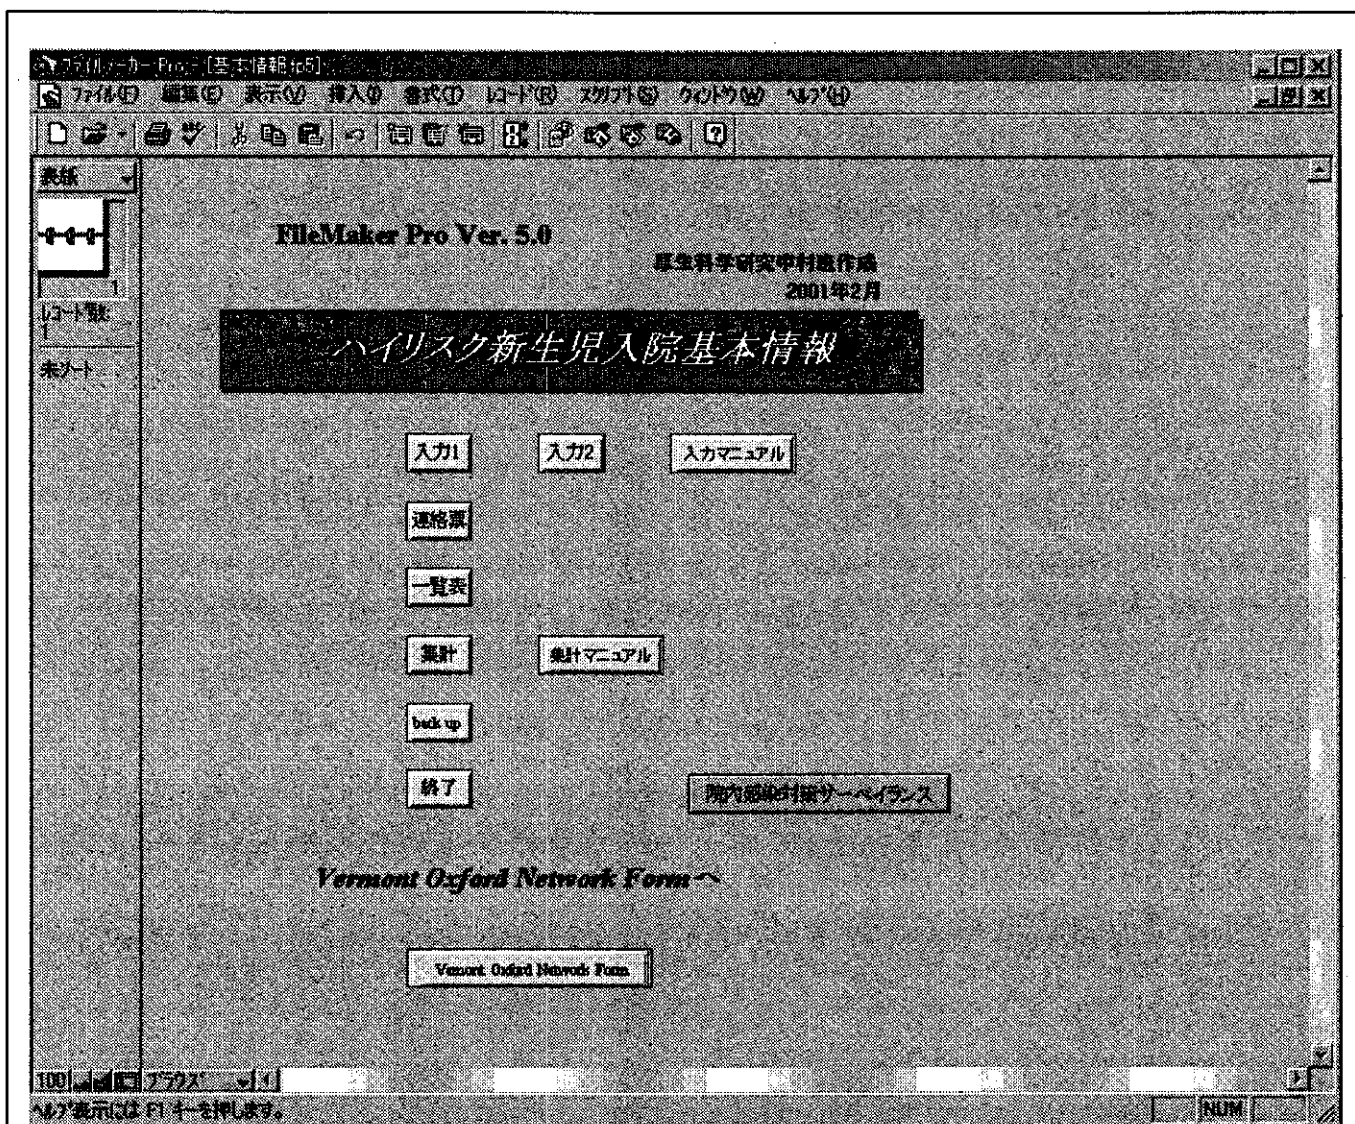 ファイルメーカー Pro - [基本情報.fp5]
ファイル(F) 編集(E) 表示(V) 挿入(I) 書式(T) レコード(R) スクリプト(S) ウィンドウ(W) ヘルプ(H)
表紙
1
レコード数:
1
未ソート
FileMaker Pro Ver. 5.0
厚生科学研究中村班作成
2001年2月
ハイリスク新生児入院基本情報
入力1 入力2 入力マニュアル
連絡票
一覧表
集計 集計マニュアル
back up
終了 院内感染対策サーベイランス
Vermont Oxford Network Formへ
Vermont Oxford Network Form
100 ブラウズ
ヘルプ表示には F1 キーを押します。 NUM